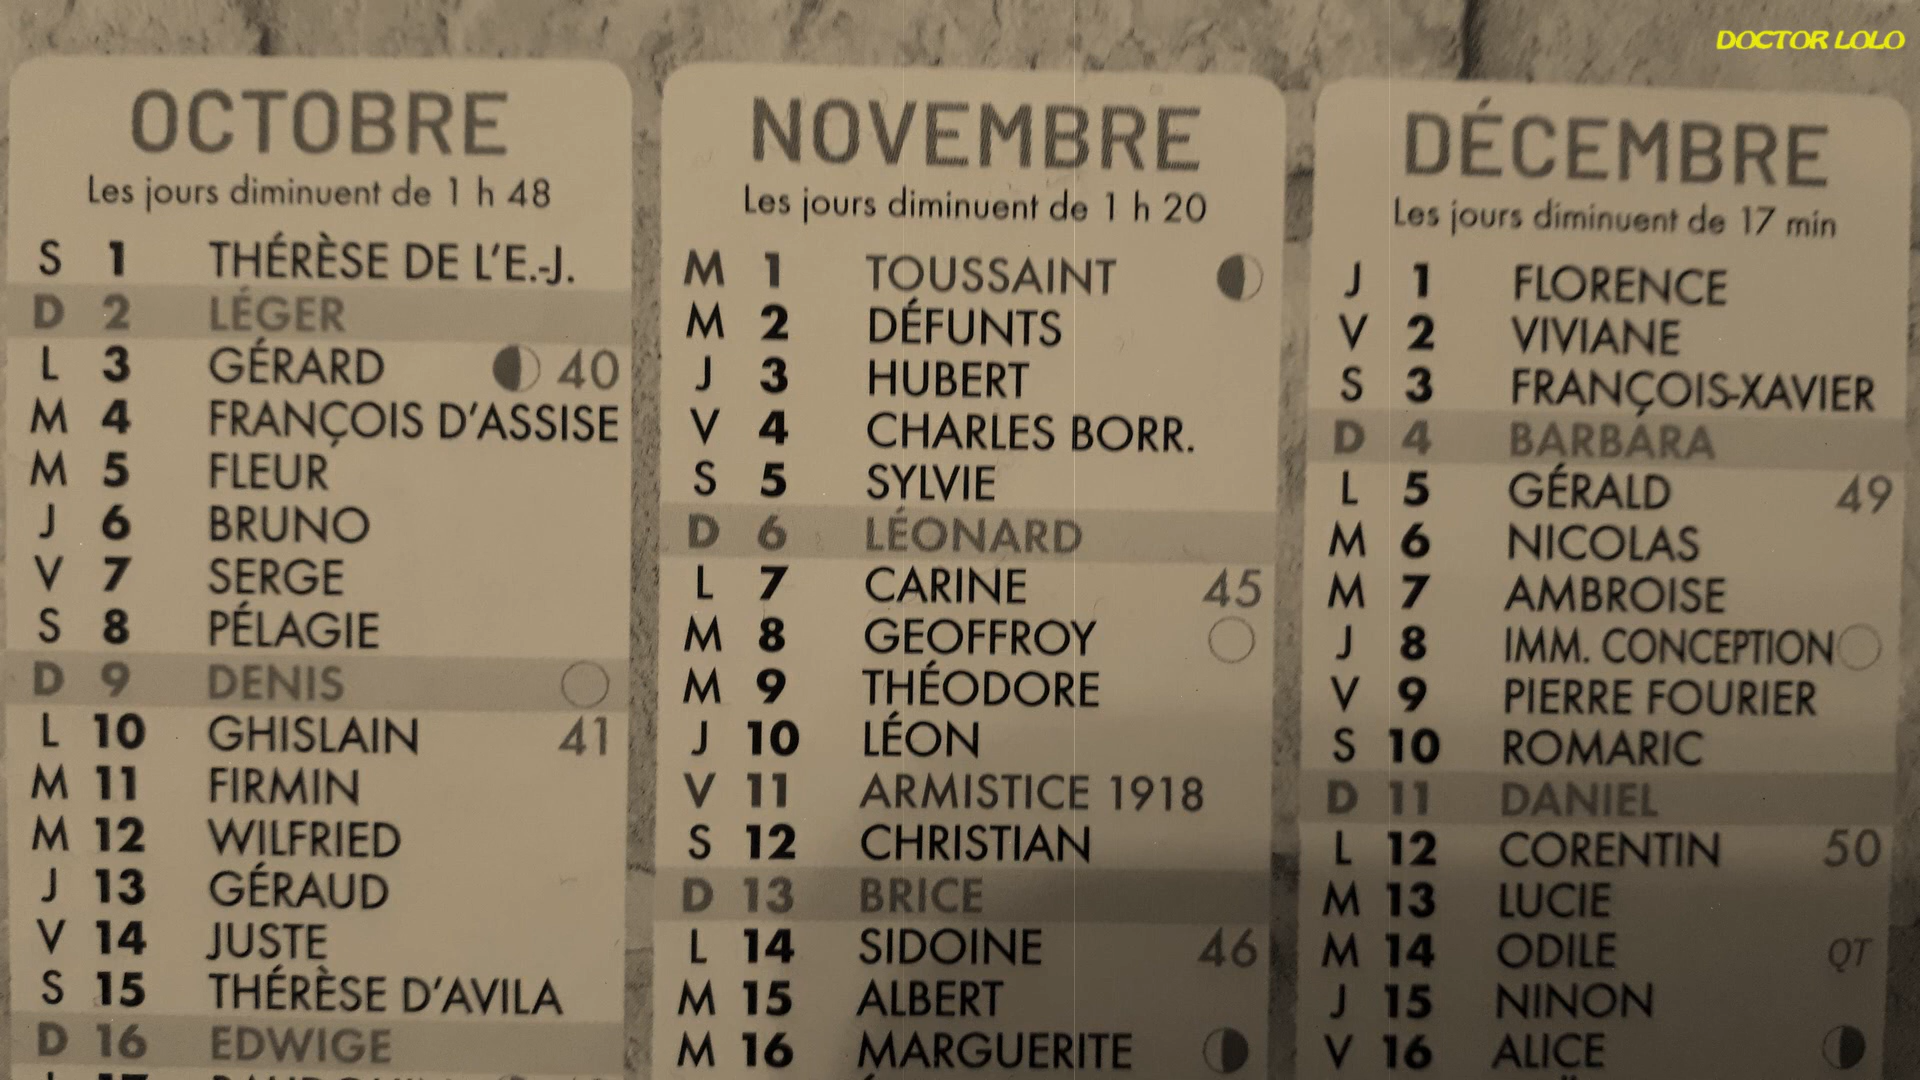 DOCTOR LOLO
OCTOBRE
Les jours diminuent de 1 h 48
S 1 THÉRÈSE DE L'E.-J.
D 2 LÉGER
L 3 GÉRARD 40
M 4 FRANÇOIS D'ASSISE
M 5 FLEUR
J 6 BRUNO
V 7 SERGE
S 8 PÉLAGIE
D 9 DENIS
L 10 GHISLAIN 41
M 11 FIRMIN
M 12 WILFRIED
J 13 GÉRAUD
V 14 JUSTE
S 15 THÉRÈSE D'AVILA
D 16 EDWIGE
NOVEMBRE
Les jours diminuent de 1 h 20
M 1 TOUSSAINT
M 2 DÉFUNTS
J 3 HUBERT
V 4 CHARLES BORR.
S 5 SYLVIE
D 6 LÉONARD
L 7 CARINE 45
M 8 GEOFFROY
M 9 THÉODORE
J 10 LÉON
V 11 ARMISTICE 1918
S 12 CHRISTIAN
D 13 BRICE
L 14 SIDOINE 46
M 15 ALBERT
M 16 MARGUERITE
DÉCEMBRE
Les jours diminuent de 17 min
J 1 FLORENCE
V 2 VIVIANE
S 3 FRANÇOIS-XAVIER
D 4 BARBARA
L 5 GÉRALD 49
M 6 NICOLAS
M 7 AMBROISE
J 8 IMM. CONCEPTION
V 9 PIERRE FOURIER
S 10 ROMARIC
D 11 DANIEL
L 12 CORENTIN 50
M 13 LUCIE
M 14 ODILE QT
J 15 NINON
V 16 ALICE